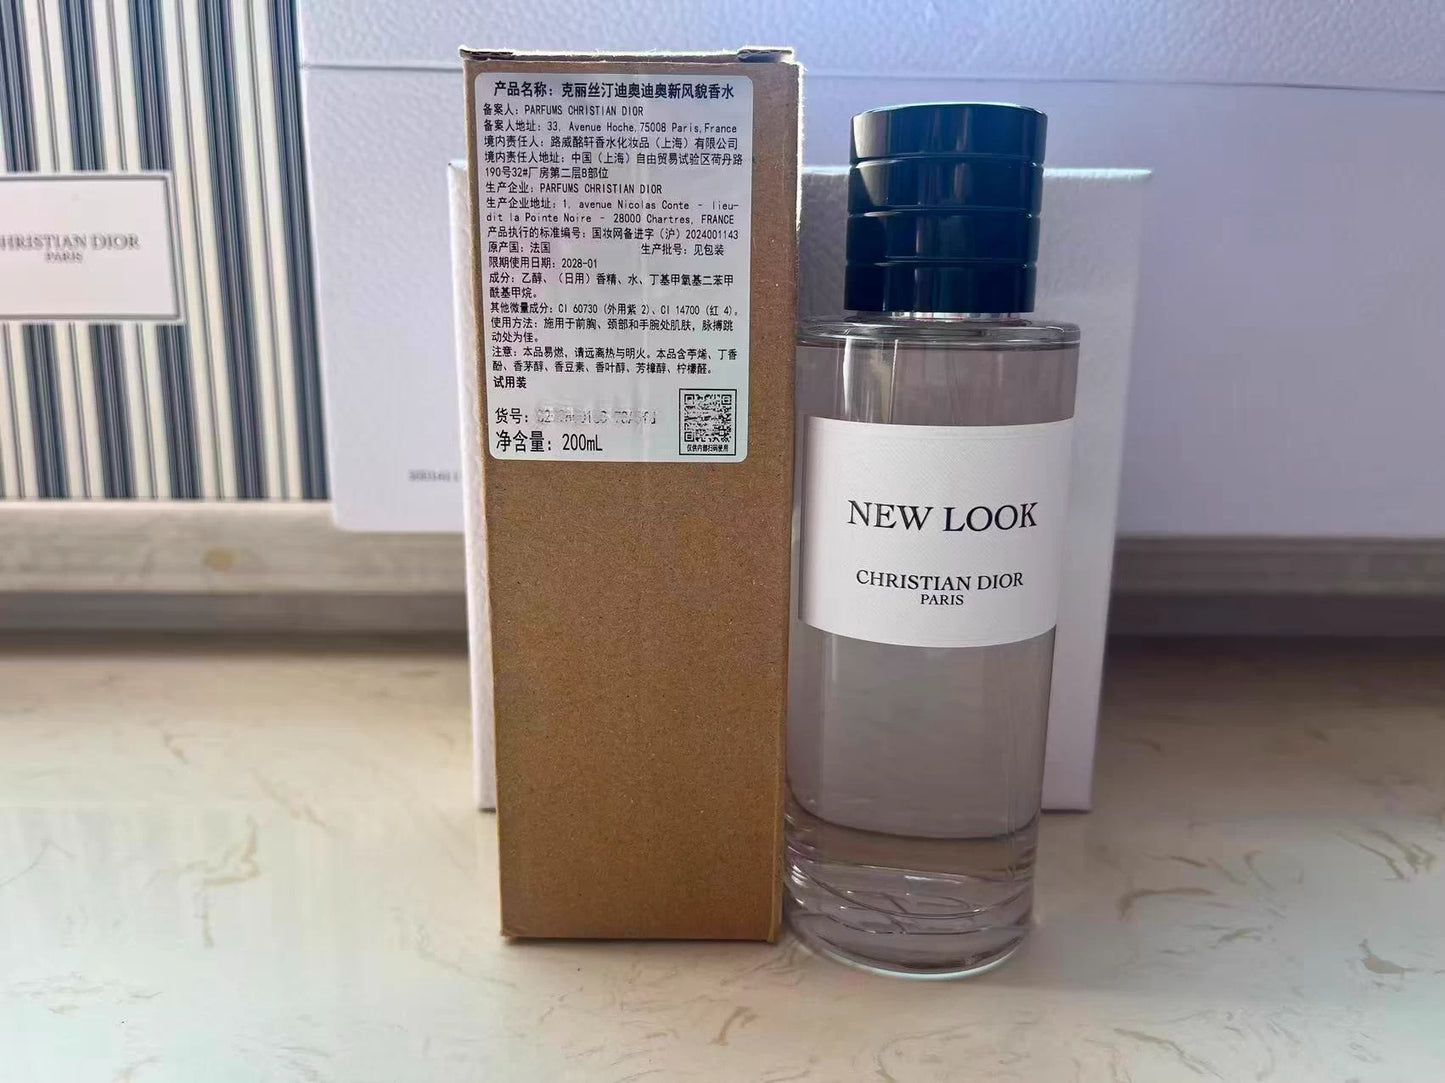 CHRISTIAN DIOR
PARIS
产品名称：克丽丝汀迪奥迪奥新风貌香水
备案人：PARFUMS CHRISTIAN DIOR
备案人地址：33, Avenue Hoche,75008 Paris,France
境内责任人：路威酩轩香水化妆品（上海）有限公司
境内责任人地址：中国（上海）自由贸易试验区荷丹路
190号32#厂房第二层B部位
生产企业：PARFUMS CHRISTIAN DIOR
生产企业地址：1, avenue Nicolas Conte - lieu-
dit la Pointe Noire - 28000 Chartres, FRANCE
产品执行的标准编号：国妆网备进字（沪）2024001143
原产国：法国 生产批号：见包装
限期使用日期：2028-01
成分：乙醇、（日用）香精、水、丁基甲氧基二苯甲
酰基甲烷。
其他微量成分：CI 60730（外用紫 2）、CI 14700（红 4）。
使用方法：施用于前胸、颈部和手腕处肌肤，脉搏跳
动处为佳。
注意：本品易燃，请远离热与明火。本品含苧烯、丁香
酚、香茅醇、香豆素、香叶醇、芳樟醇、柠檬醛。
试用装
货号：
净含量：200mL
仅供内部扫码使用
NEW LOOK
CHRISTIAN DIOR
PARIS